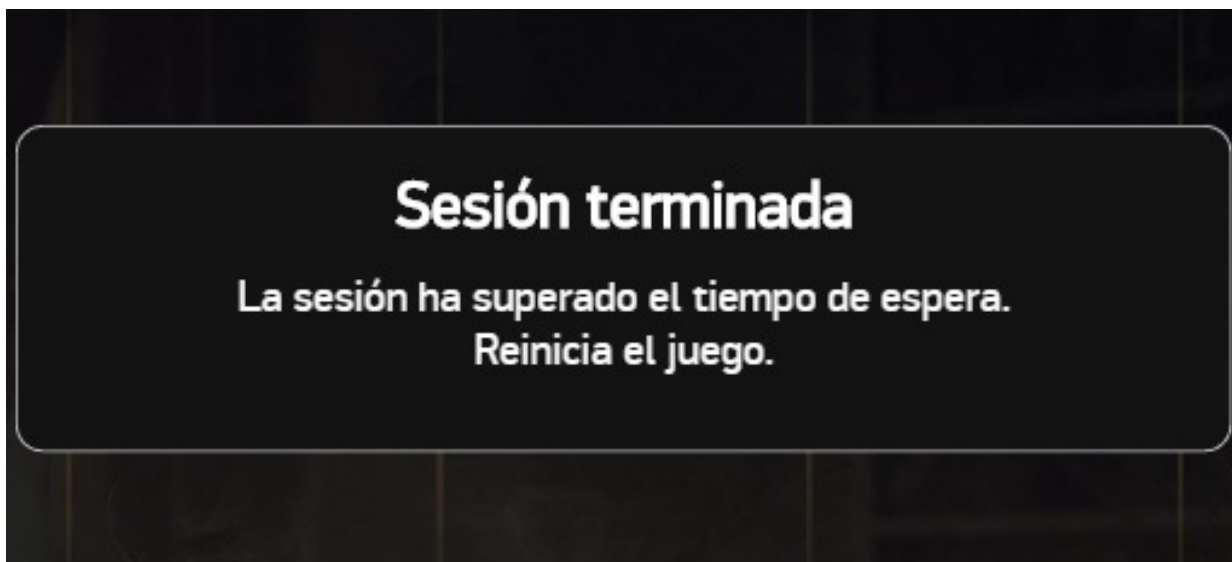 Sesión terminada
La sesión ha superado el tiempo de espera.
Reinicia el juego.